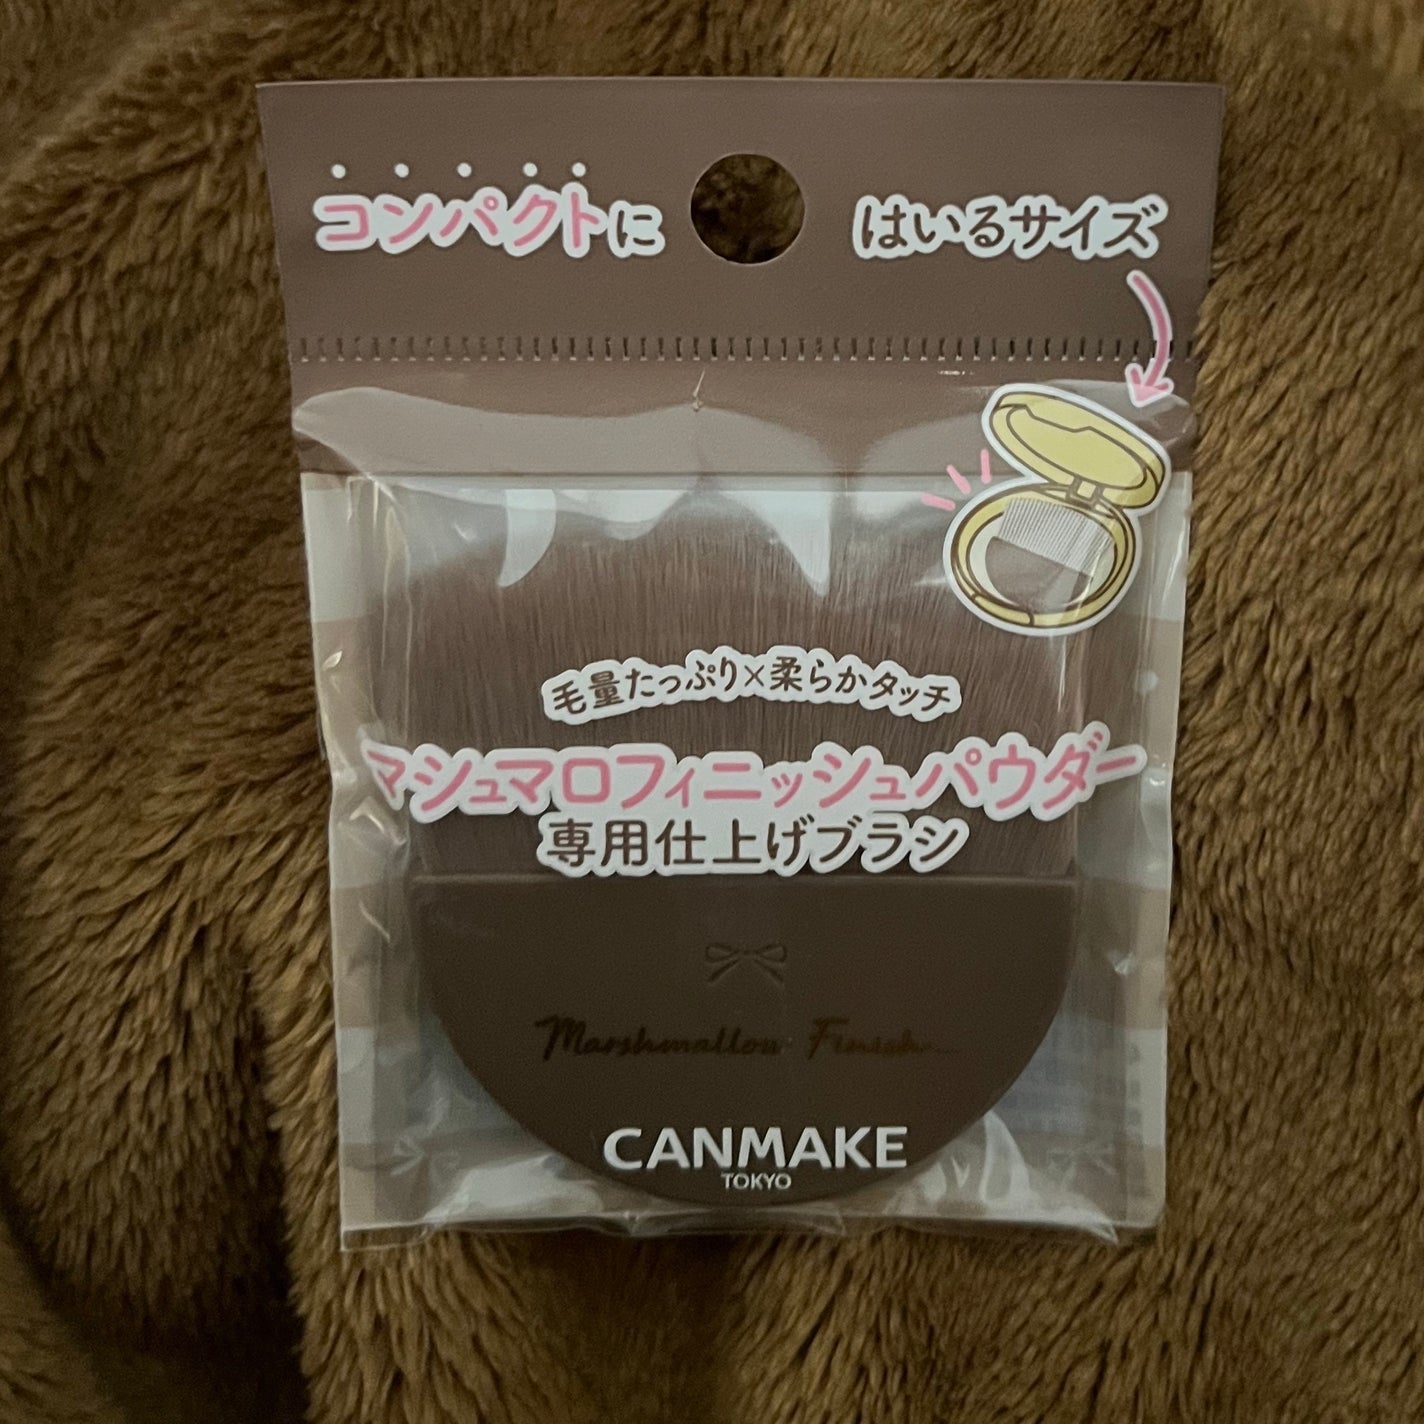 コンパクトに はいるサイズ
毛量たっぷり×柔らかタッチ
マシュマロフィニッシュパウダー
専用仕上げブラシ
Marshmallow Finish
CANMAKE
TOKYO